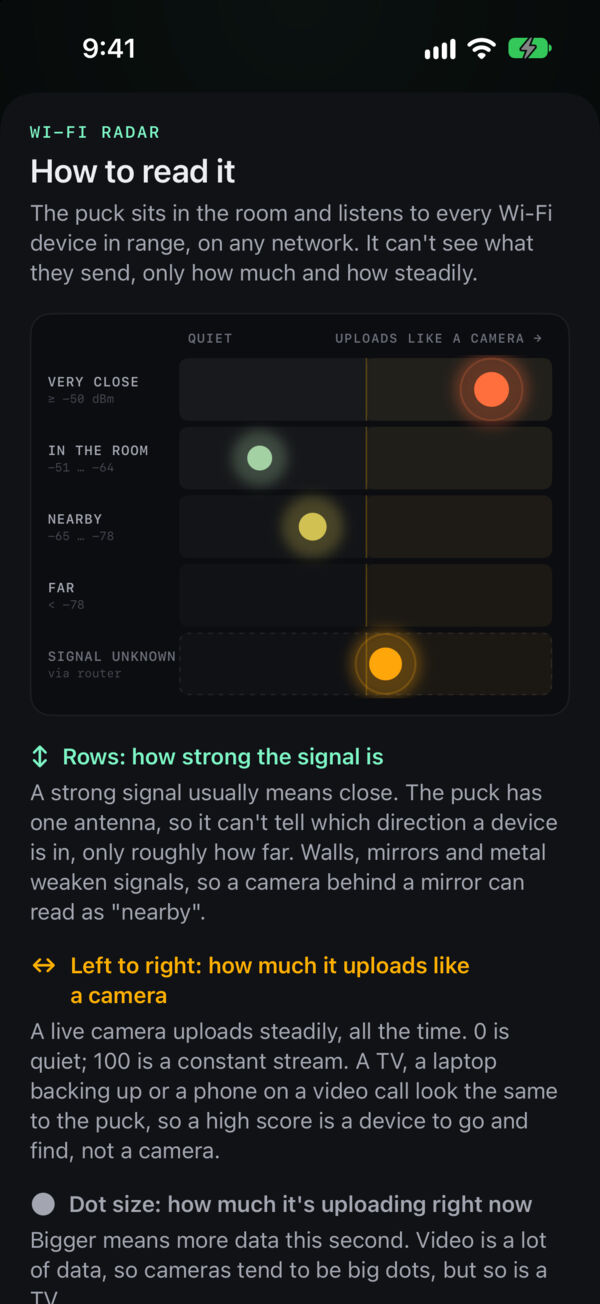 9:41
WI-FI RADAR
How to read it
The puck sits in the room and listens to every Wi-Fi
device in range, on any network. It can't see what
they send, only how much and how steadily.
QUIET
UPLOADS LIKE A CAMERA →
VERY CLOSE
≥ -50 dBm
IN THE ROOM
-51 … -64
NEARBY
-65 … -78
FAR
< -78
SIGNAL UNKNOWN
via router
Rows: how strong the signal is
A strong signal usually means close. The puck has
one antenna, so it can't tell which direction a device
is in, only roughly how far. Walls, mirrors and metal
weaken signals, so a camera behind a mirror can
read as "nearby".
Left to right: how much it uploads like
a camera
A live camera uploads steadily, all the time. 0 is
quiet; 100 is a constant stream. A TV, a laptop
backing up or a phone on a video call look the same
to the puck, so a high score is a device to go and
find, not a camera.
Dot size: how much it's uploading right now
Bigger means more data this second. Video is a lot
of data, so cameras tend to be big dots, but so is a
TV